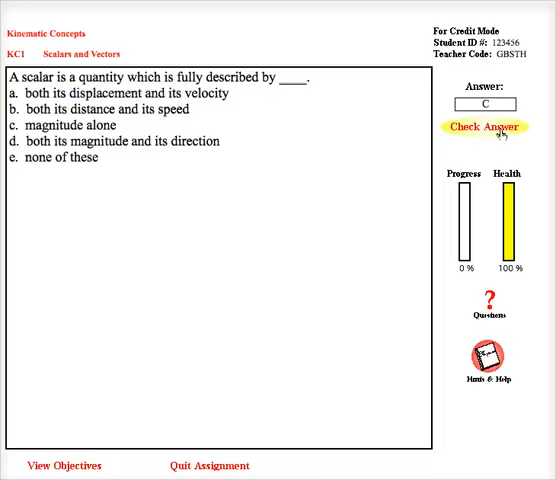 Kinematic Concepts
KC1 Scalars and Vectors
For Credit Mode
Student ID #: 123456
Teacher Code: GBSTH
A scalar is a quantity which is fully described by ____.
a. both its displacement and its velocity
b. both its distance and its speed
c. magnitude alone
d. both its magnitude and its direction
e. none of these
Answer:
C
Check Answer
Progress Health
0 % 100 %
?
Questions
Hints & Help
View Objectives Quit Assignment